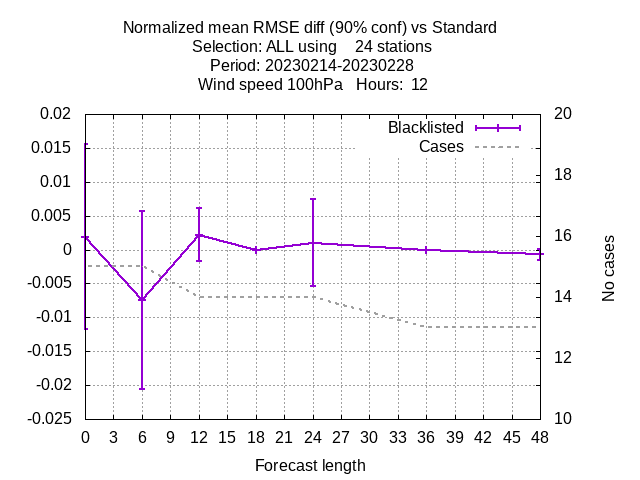 Normalized mean RMSE diff (90% conf) vs Standard
Selection: ALL using 24 stations
Period: 20230214-20230228
Wind speed 100hPa Hours: 12
0.02
0.015
0.01
0.005
0
-0.005
-0.01
-0.015
-0.02
-0.025
20
18
16
14
12
10
Blacklisted
Cases
No cases
0 3 6 9 12 15 18 21 24 27 30 33 36 39 42 45 48
Forecast length